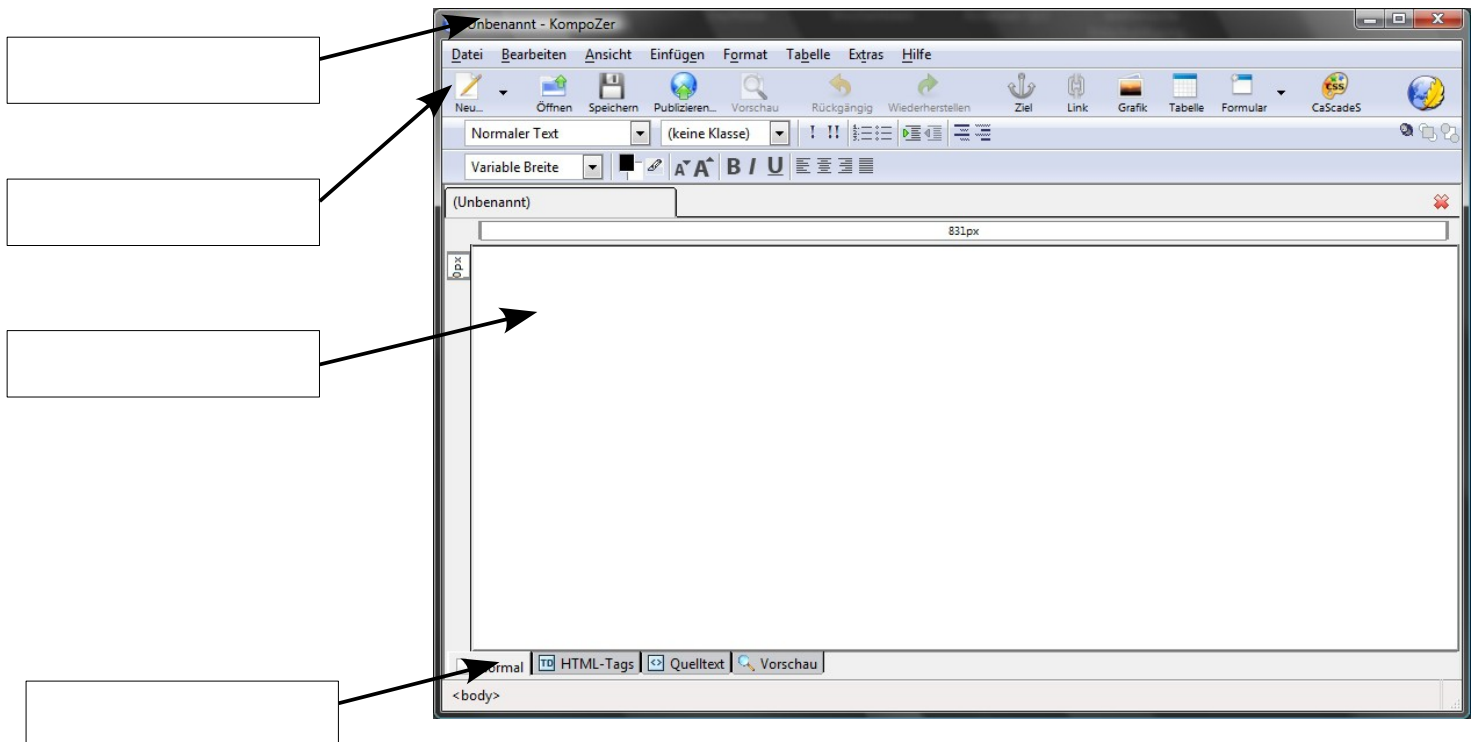 Unbenannt - KompoZer
Datei Bearbeiten Ansicht Einfügen Format Tabelle Extras Hilfe
Neu... Öffnen Speichern Publizieren... Vorschau Rückgängig Wiederherstellen Ziel Link Grafik Tabelle Formular CaScadeS
Normaler Text (keine Klasse) ! !!
Variable Breite A A B I U
(Unbenannt)
831px
0px
Normal HTML-Tags Quelltext Vorschau
<body>